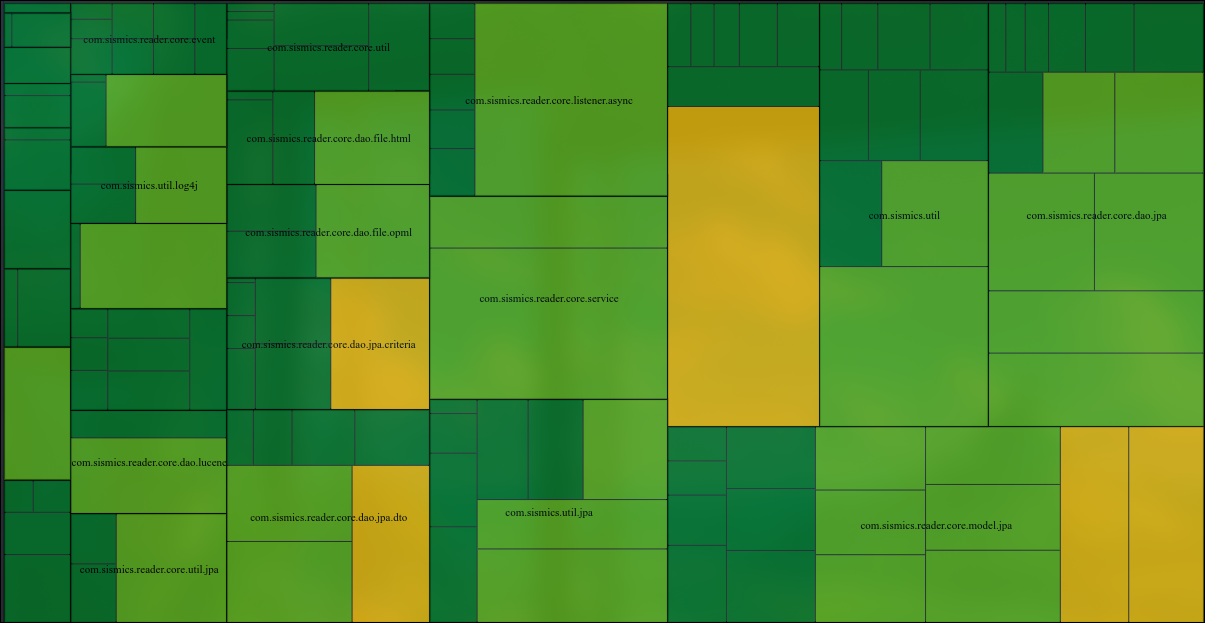 com.sismics.reader.core.event
com.sismics.reader.core.util
com.sismics.reader.core.listener.async
com.sismics.reader.core.dao.file.html
com.sismics.util.log4j
com.sismics.util
com.sismics.reader.core.dao.jpa
com.sismics.reader.core.dao.file.opml
com.sismics.reader.core.service
com.sismics.reader.core.dao.jpa.criteria
com.sismics.reader.core.dao.lucene
com.sismics.util.jpa
com.sismics.reader.core.dao.jpa.dto
com.sismics.reader.core.model.jpa
com.sismics.reader.core.util.jpa